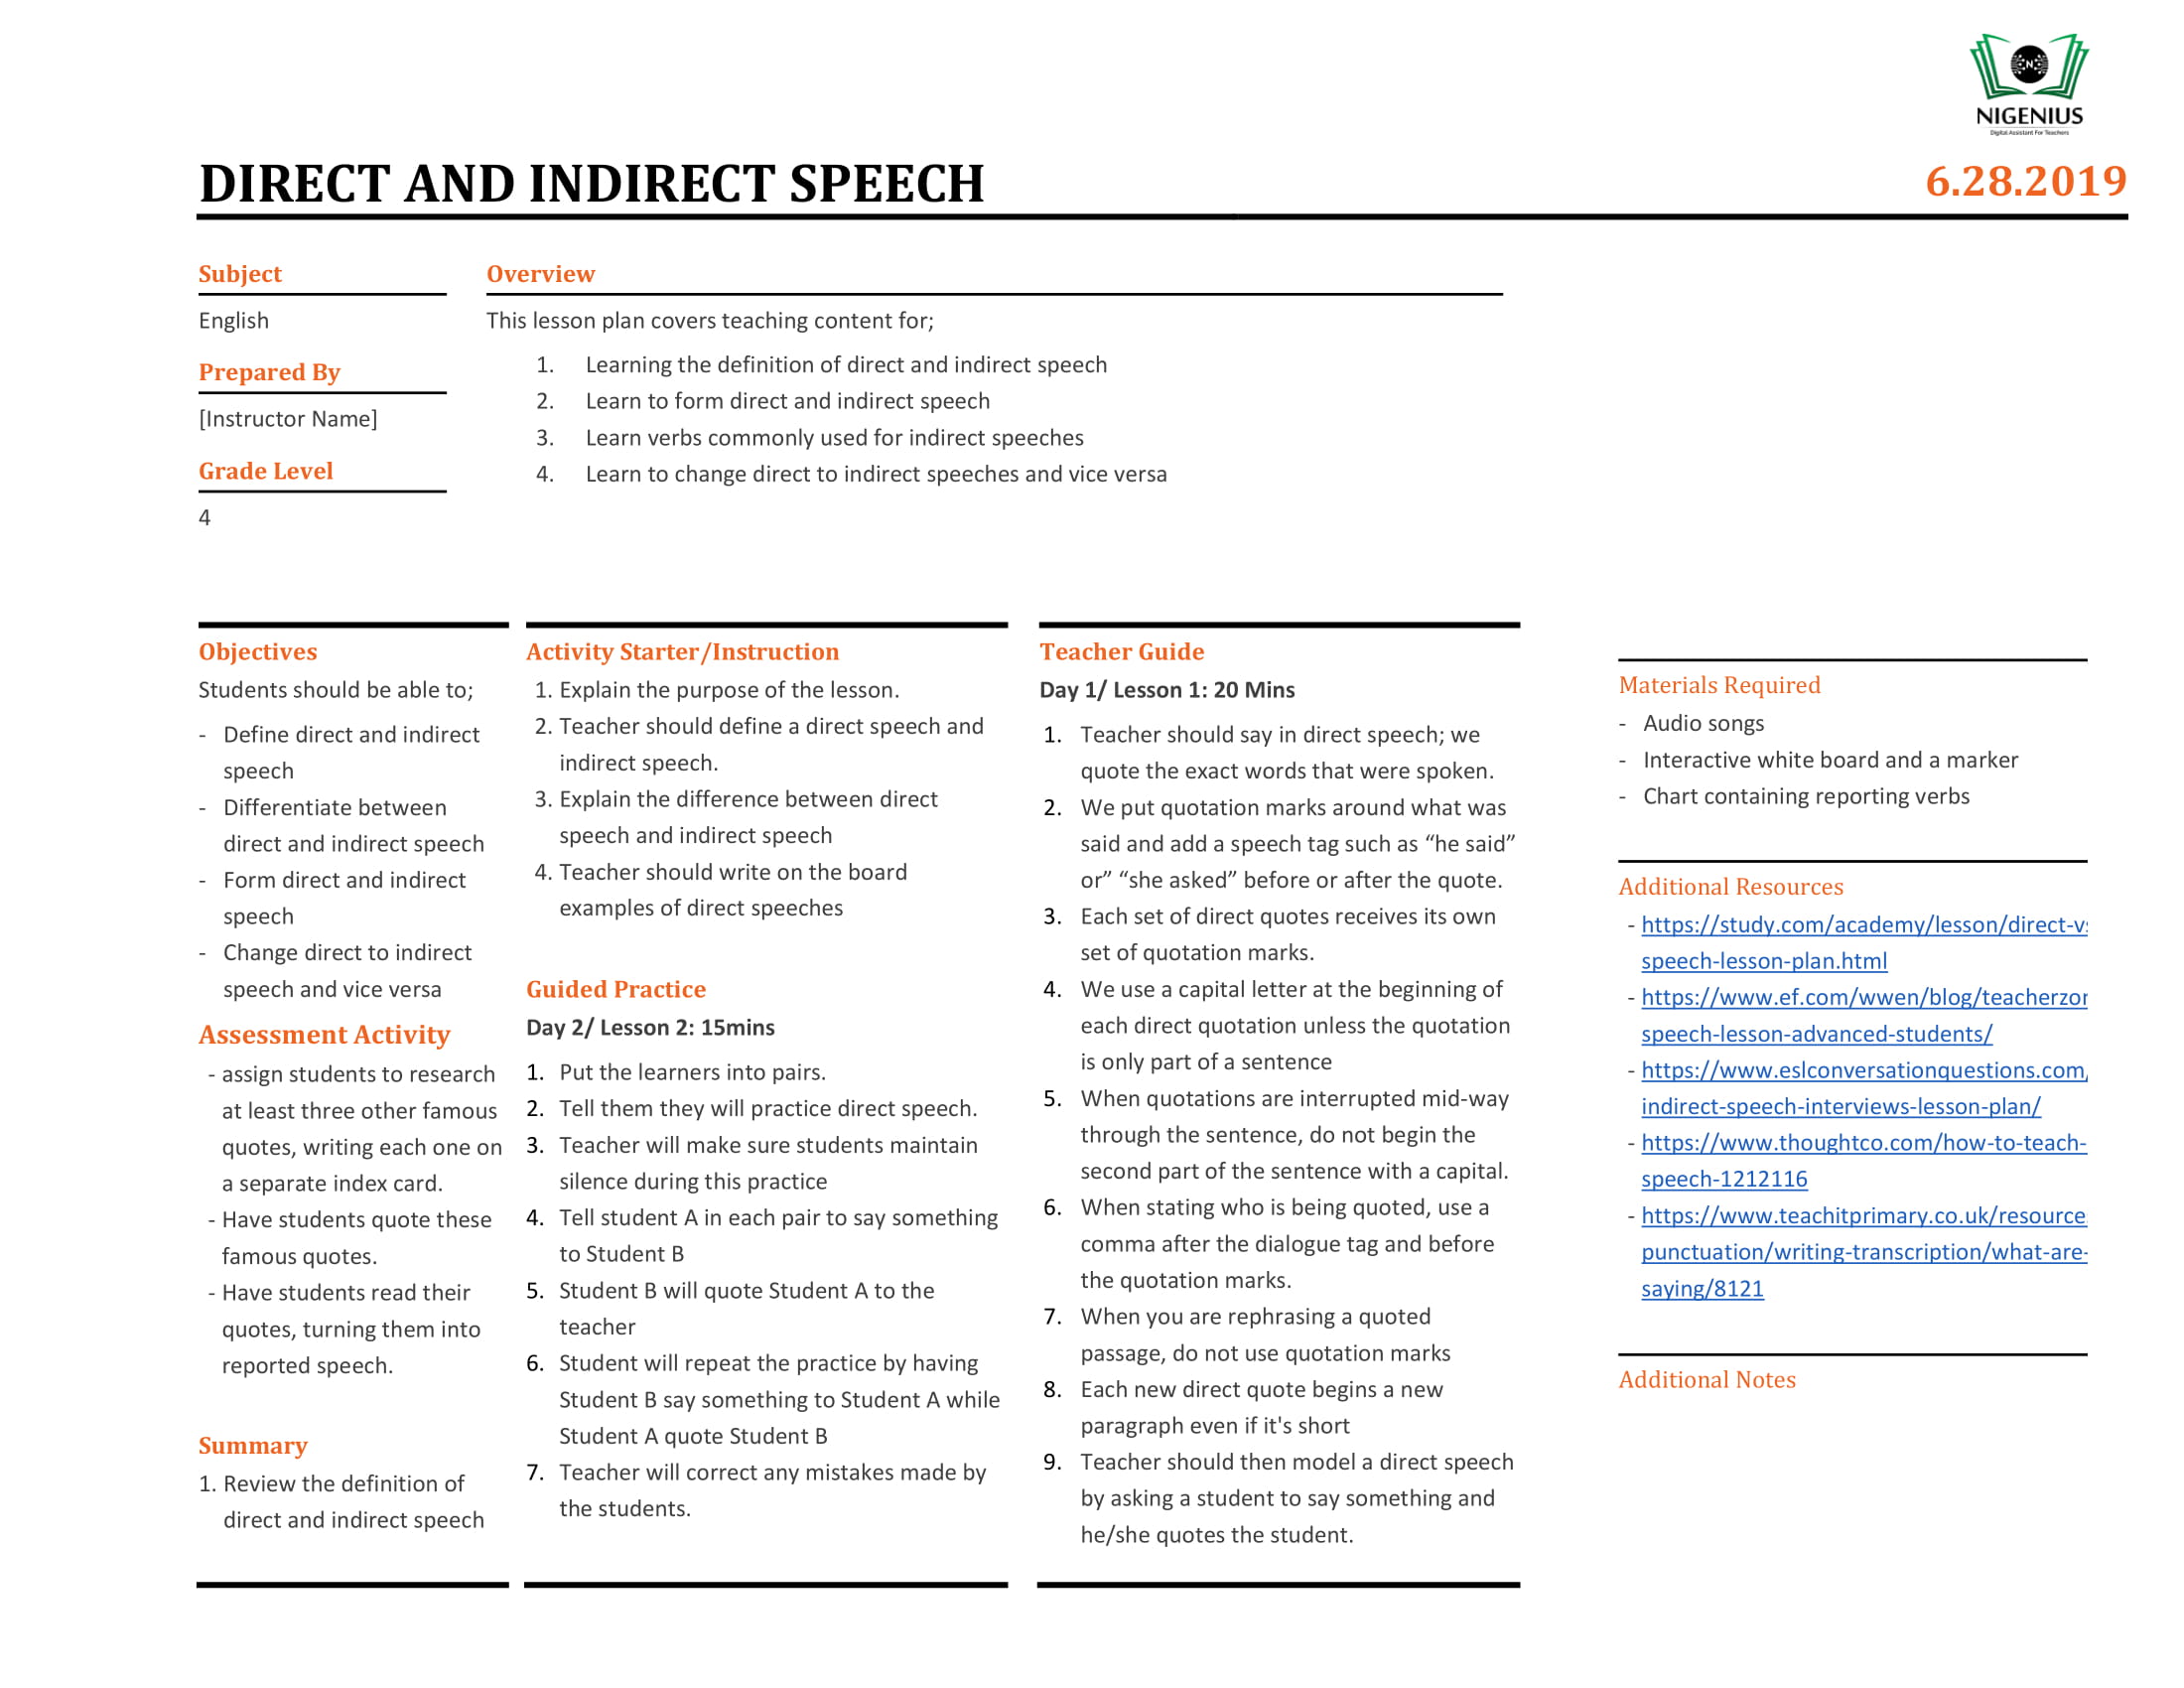 NIGENIUS
Digital Assistant For Teachers
DIRECT AND INDIRECT SPEECH
6.28.2019
Subject
English
Prepared By
[Instructor Name]
Grade Level
4
Overview
This lesson plan covers teaching content for;
1. Learning the definition of direct and indirect speech
2. Learn to form direct and indirect speech
3. Learn verbs commonly used for indirect speeches
4. Learn to change direct to indirect speeches and vice versa
Objectives
Students should be able to;
- Define direct and indirect
speech
- Differentiate between
direct and indirect speech
- Form direct and indirect
speech
- Change direct to indirect
speech and vice versa
Assessment Activity
- assign students to research
at least three other famous
quotes, writing each one on
a separate index card.
- Have students quote these
famous quotes.
- Have students read their
quotes, turning them into
reported speech.
Summary
1. Review the definition of
direct and indirect speech
Activity Starter/Instruction
1. Explain the purpose of the lesson.
2. Teacher should define a direct speech and
indirect speech.
3. Explain the difference between direct
speech and indirect speech
4. Teacher should write on the board
examples of direct speeches
Guided Practice
Day 2/ Lesson 2: 15mins
1. Put the learners into pairs.
2. Tell them they will practice direct speech.
3. Teacher will make sure students maintain
silence during this practice
4. Tell student A in each pair to say something
to Student B
5. Student B will quote Student A to the
teacher
6. Student will repeat the practice by having
Student B say something to Student A while
Student A quote Student B
7. Teacher will correct any mistakes made by
the students.
Teacher Guide
Day 1/ Lesson 1: 20 Mins
1. Teacher should say in direct speech; we
quote the exact words that were spoken.
2. We put quotation marks around what was
said and add a speech tag such as “he said”
or” “she asked” before or after the quote.
3. Each set of direct quotes receives its own
set of quotation marks.
4. We use a capital letter at the beginning of
each direct quotation unless the quotation
is only part of a sentence
5. When quotations are interrupted mid-way
through the sentence, do not begin the
second part of the sentence with a capital.
6. When stating who is being quoted, use a
comma after the dialogue tag and before
the quotation marks.
7. When you are rephrasing a quoted
passage, do not use quotation marks
8. Each new direct quote begins a new
paragraph even if it's short
9. Teacher should then model a direct speech
by asking a student to say something and
he/she quotes the student.
Materials Required
- Audio songs
- Interactive white board and a marker
- Chart containing reporting verbs
Additional Resources
- https://study.com/academy/lesson/direct-vs
speech-lesson-plan.html
- https://www.ef.com/wwen/blog/teacherzon
speech-lesson-advanced-students/
- https://www.eslconversationquestions.com/
indirect-speech-interviews-lesson-plan/
- https://www.thoughtco.com/how-to-teach-
speech-1212116
- https://www.teachitprimary.co.uk/resources
punctuation/writing-transcription/what-are-
saying/8121
Additional Notes